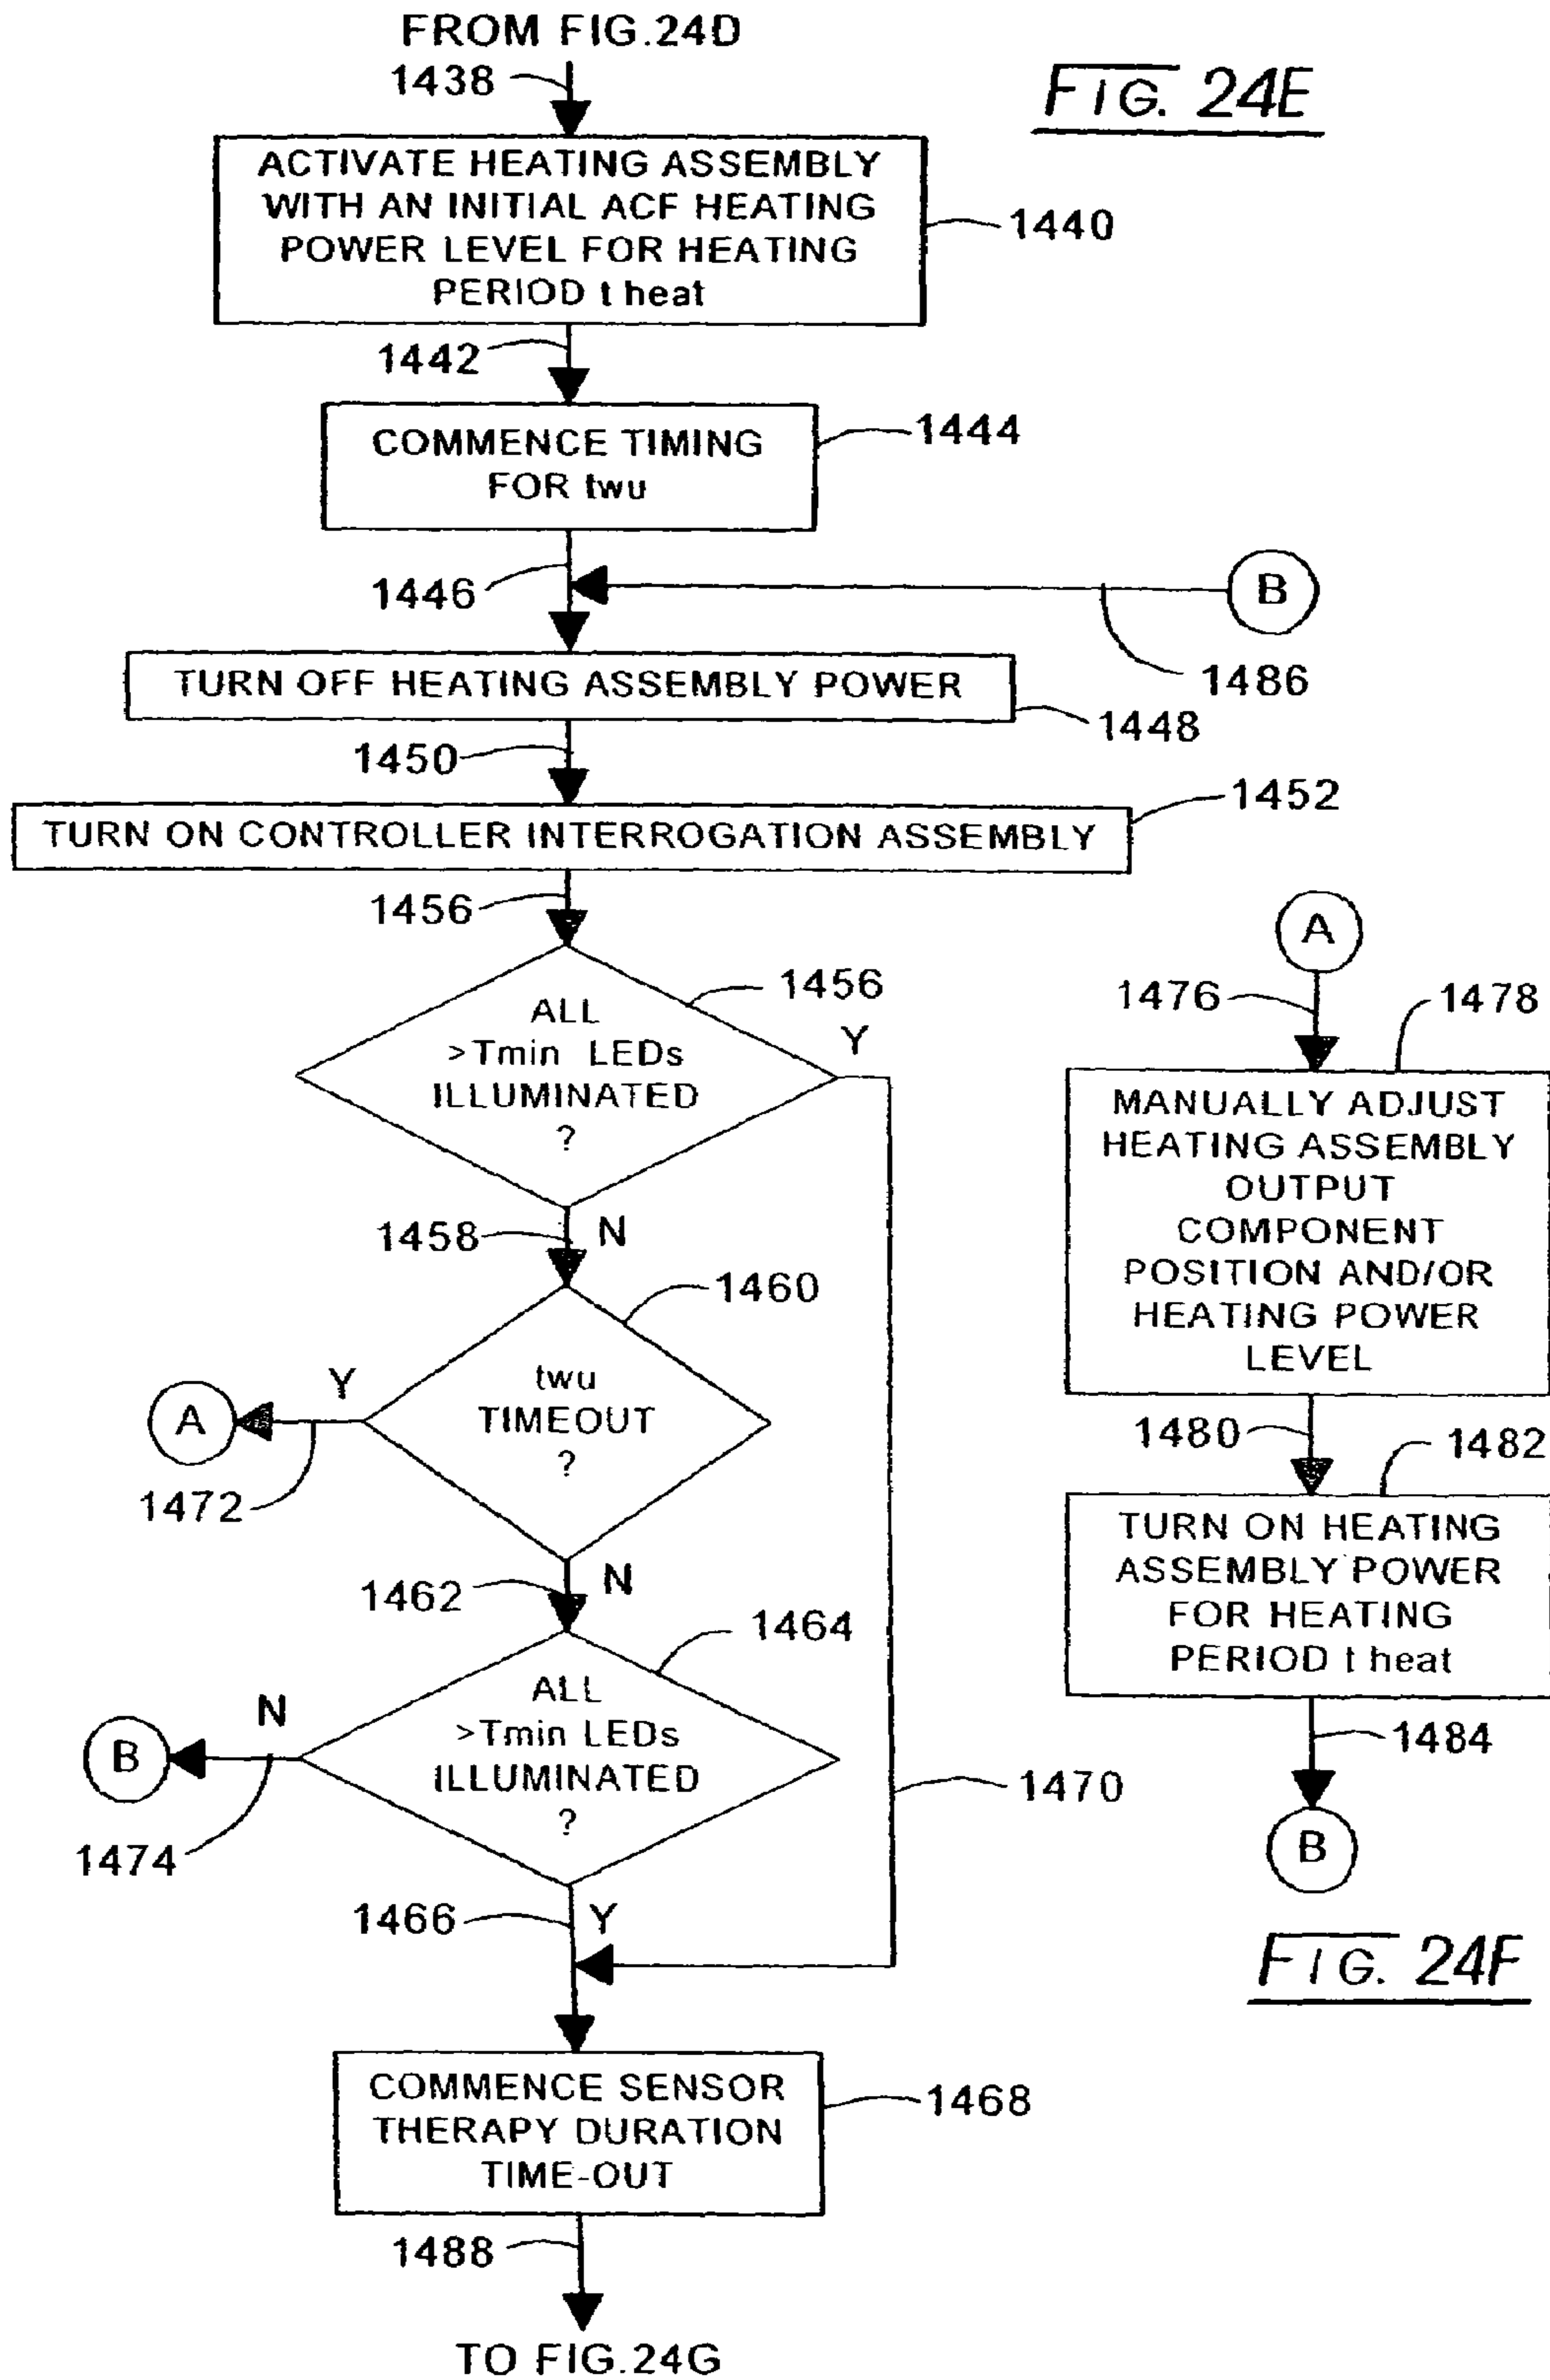 FROM FIG.24D
1438
FIG. 24E
ACTIVATE HEATING ASSEMBLY
WITH AN INITIAL ACF HEATING
POWER LEVEL FOR HEATING
PERIOD t heat
1440
1442
COMMENCE TIMING
FOR twu
1444
1446
B
1486
TURN OFF HEATING ASSEMBLY POWER
1448
1450
1452
TURN ON CONTROLLER INTERROGATION ASSEMBLY
1456
ALL
>Tmin LEDs
ILLUMINATED
?
1456
Y
1458
N
1460
twu
TIMEOUT
?
Y
A
1472
1462
N
1464
ALL
>Tmin LEDs
ILLUMINATED
?
N
B
1474
1470
1466
Y
COMMENCE SENSOR
THERAPY DURATION
TIME-OUT
1468
1488
TO FIG.24G
A
1476
1478
MANUALLY ADJUST
HEATING ASSEMBLY
OUTPUT
COMPONENT
POSITION AND/OR
HEATING POWER
LEVEL
1480
1482
TURN ON HEATING
ASSEMBLY POWER
FOR HEATING
PERIOD t heat
1484
B
FIG. 24F